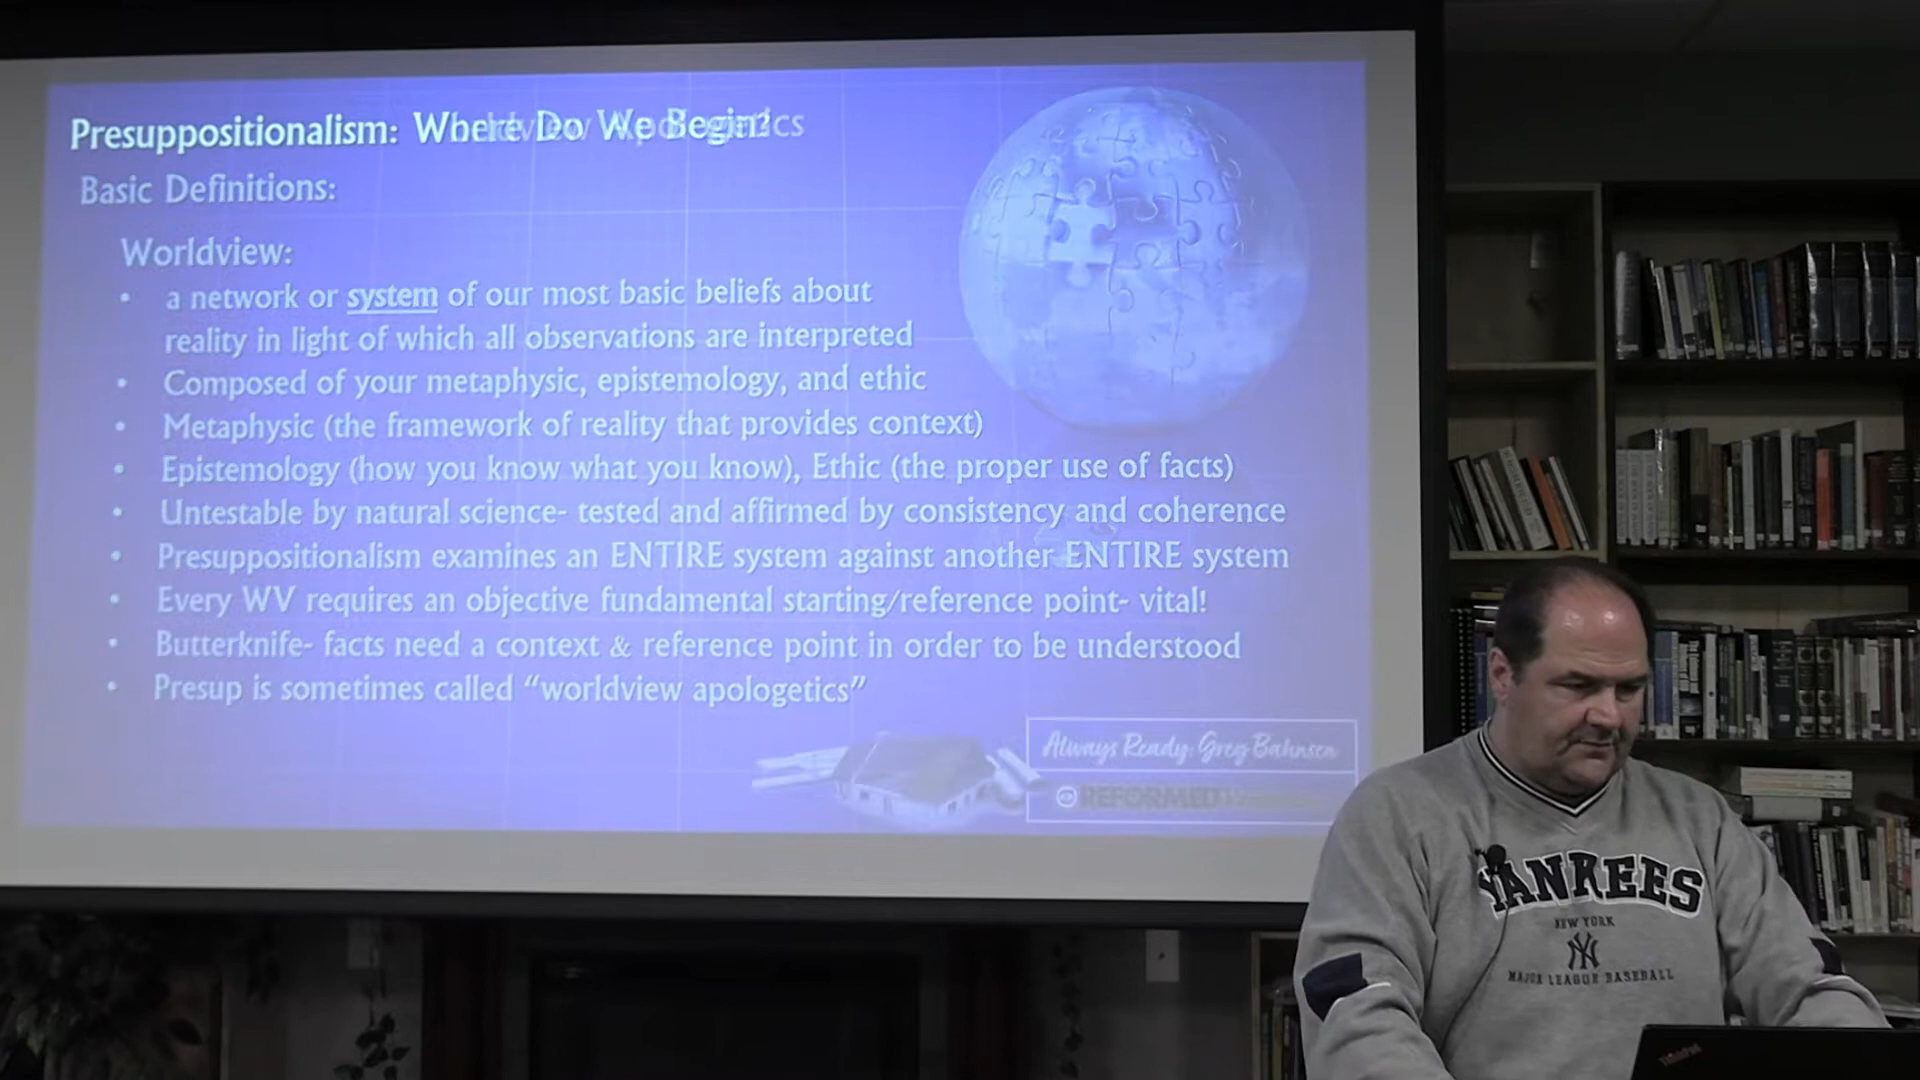 Presuppositionalism: Where Do We Begin?
Basic Definitions:
Worldview:
• a network or system of our most basic beliefs about
reality in light of which all observations are interpreted
• Composed of your metaphysic, epistemology, and ethic
• Metaphysic (the framework of reality that provides context)
• Epistemology (how you know what you know), Ethic (the proper use of facts)
• Untestable by natural science- tested and affirmed by consistency and coherence
• Presuppositionalism examines an ENTIRE system against another ENTIRE system
• Every WV requires an objective fundamental starting/reference point- vital!
• Butterknife- facts need a context & reference point in order to be understood
• Presup is sometimes called “worldview apologetics”
Always Ready, Greg Bahnsen
REFORMED
YANKEES
NEW YORK
NY
MAJOR LEAGUE BASEBALL
ThinkPad